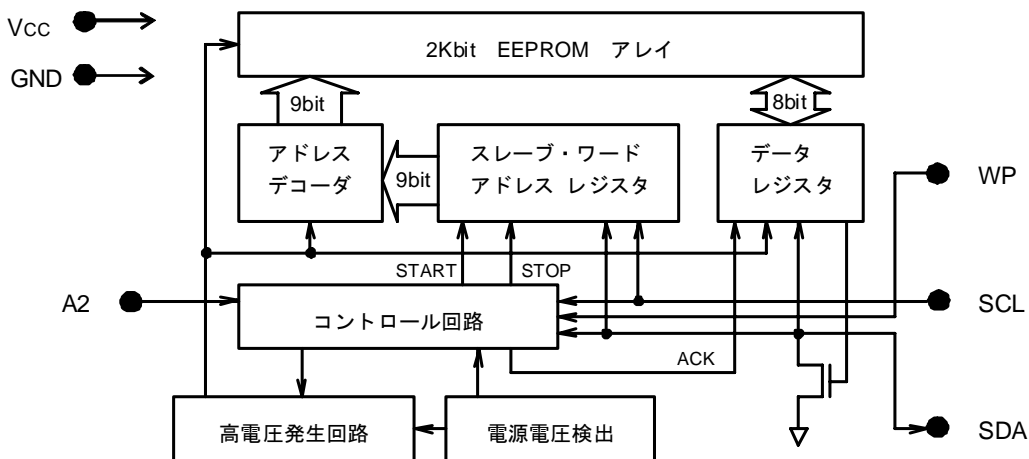 Vcc
2Kbit EEPROM アレイ
GND
9bit
8bit
アドレス
デコーダ
9bit
スレーブ・ワード
アドレス レジスタ
データ
レジスタ
WP
START
STOP
A2
コントロール回路
SCL
ACK
高電圧発生回路
電源電圧検出
SDA